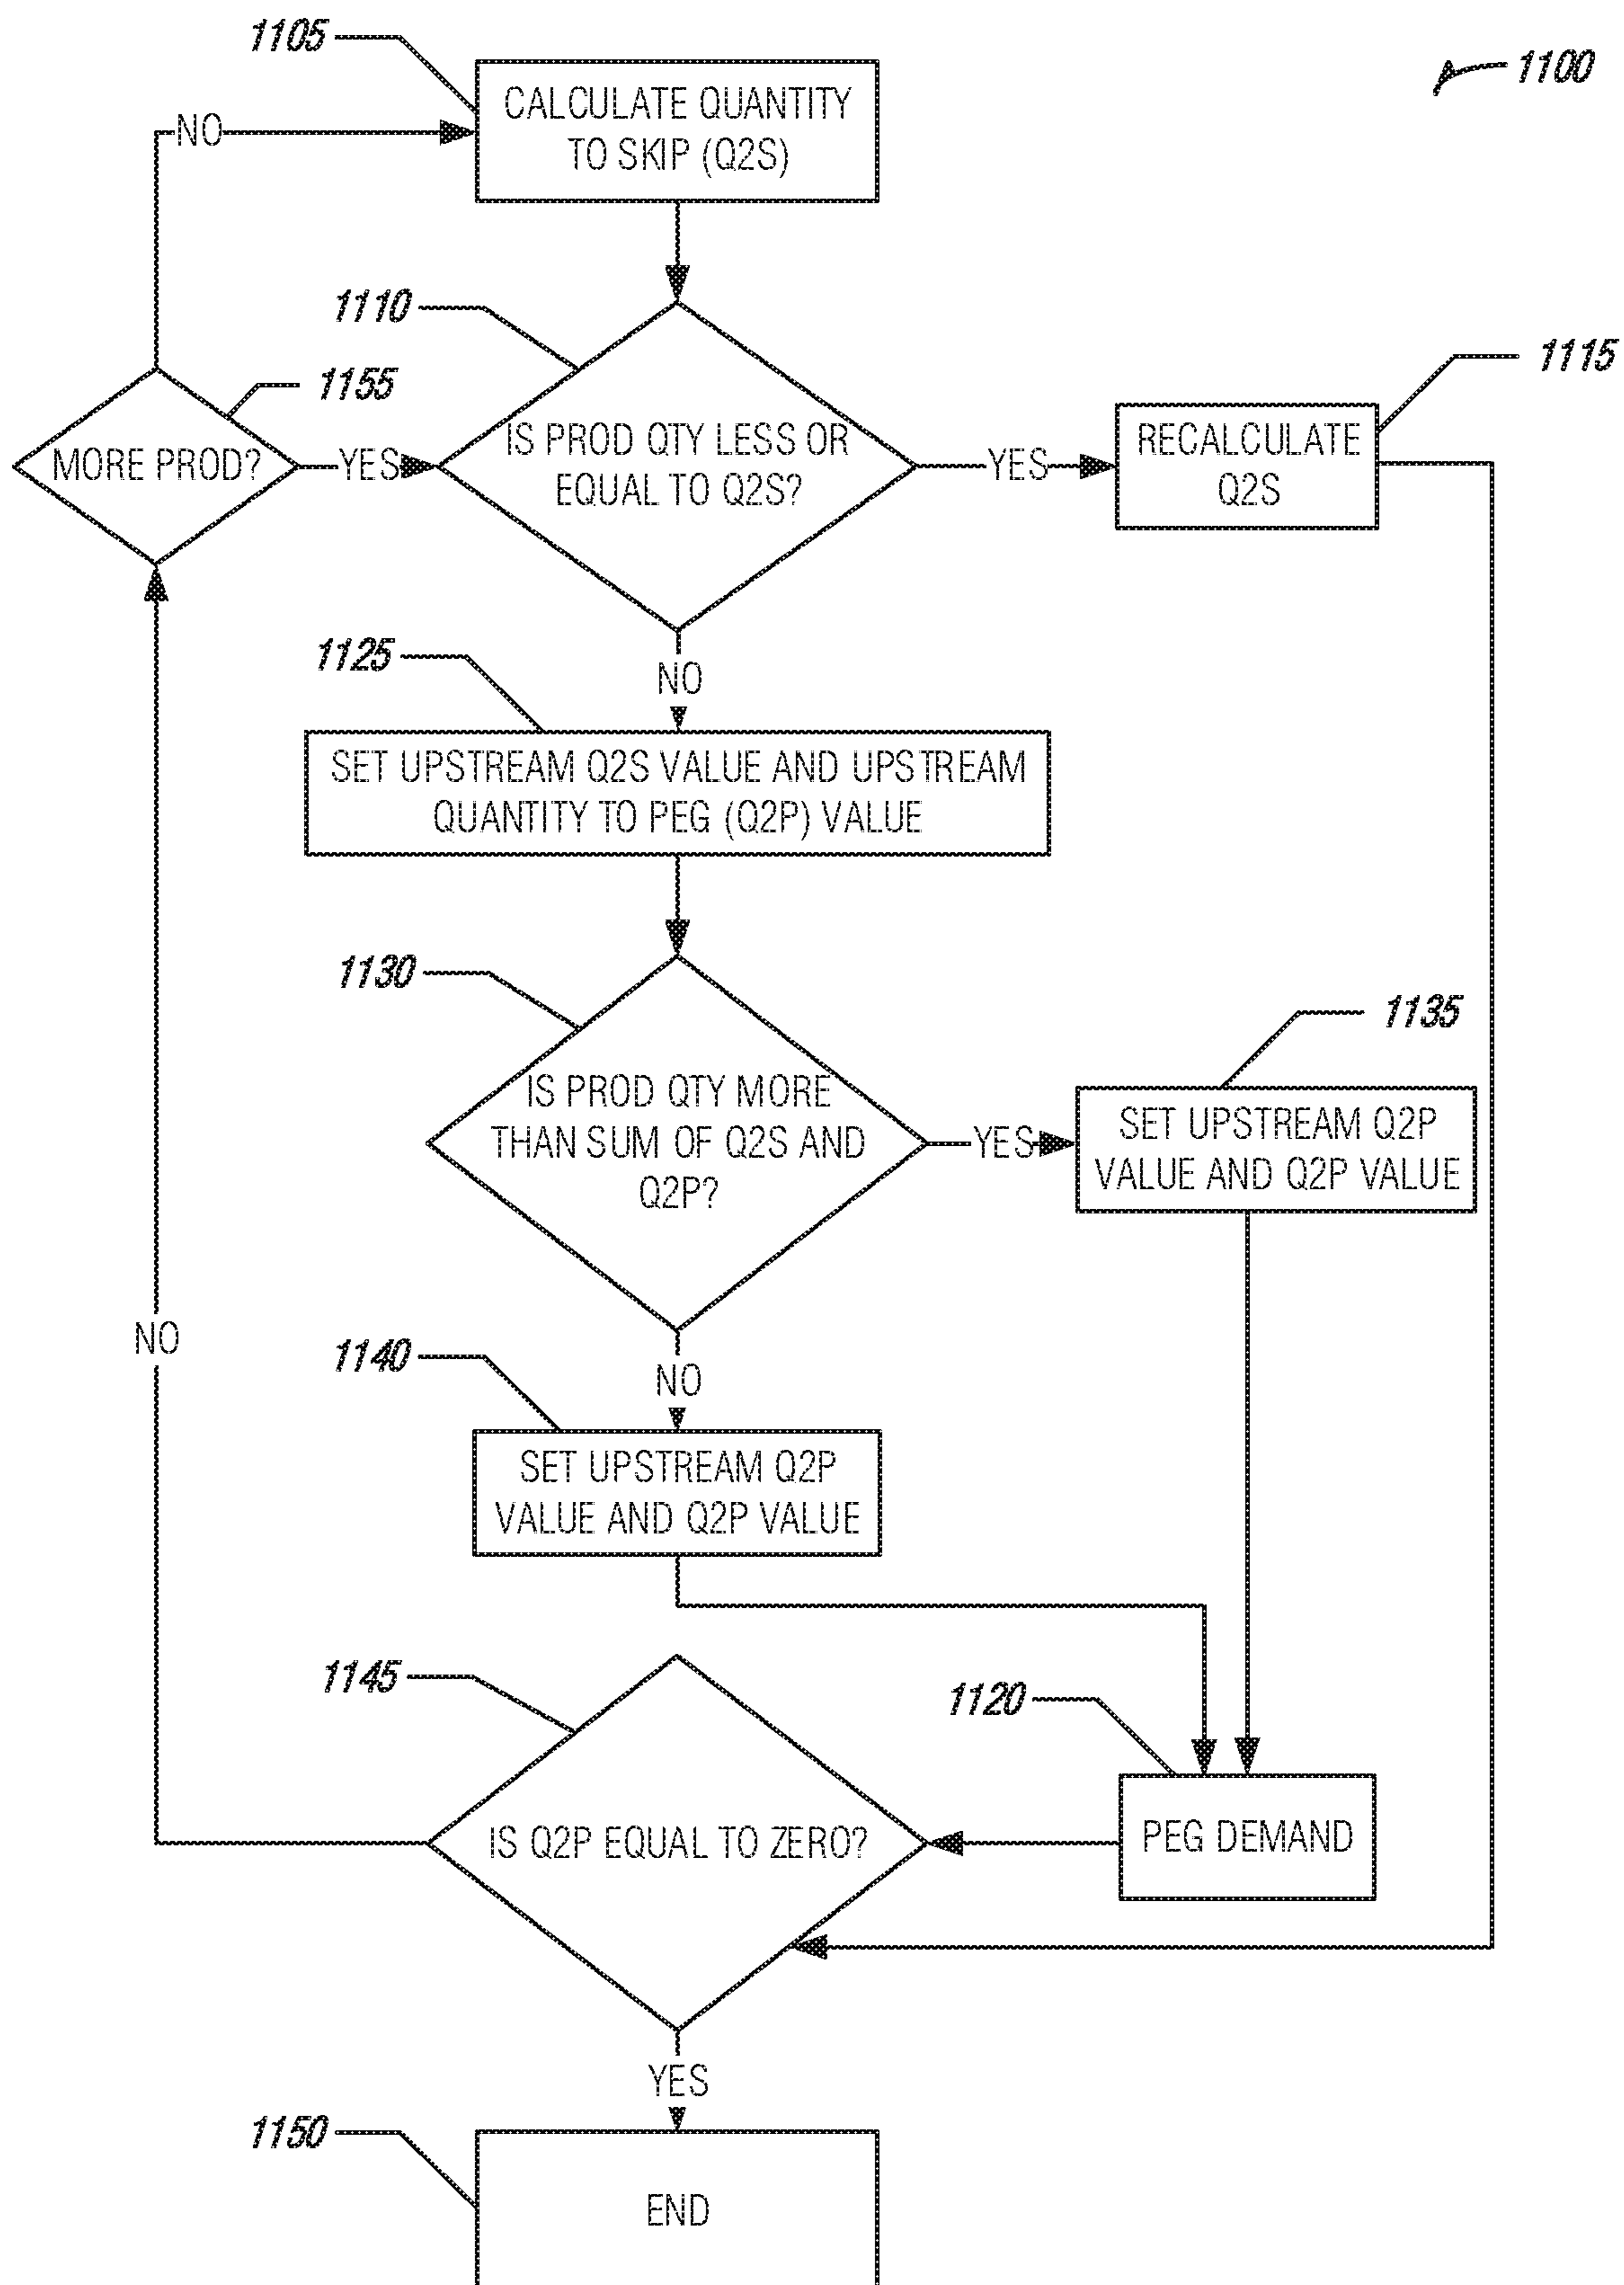 1105
1100
CALCULATE QUANTITY
TO SKIP (Q2S)
NO
1110
1115
1155
MORE PROD?
YES
IS PROD QTY LESS OR
EQUAL TO Q2S?
YES
RECALCULATE
Q2S
1125
NO
SET UPSTREAM Q2S VALUE AND UPSTREAM
QUANTITY TO PEG (Q2P) VALUE
1130
1135
IS PROD QTY MORE
THAN SUM OF Q2S AND
Q2P?
YES
SET UPSTREAM Q2P
VALUE AND Q2P VALUE
NO
1140
NO
SET UPSTREAM Q2P
VALUE AND Q2P VALUE
1145
1120
IS Q2P EQUAL TO ZERO?
PEG DEMAND
YES
1150
END